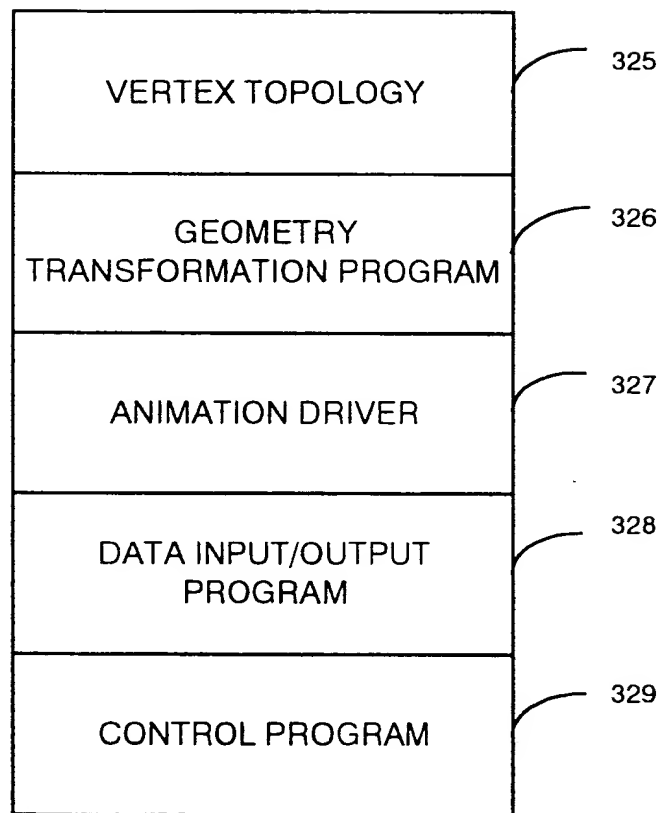 VERTEX TOPOLOGY
325
GEOMETRY
TRANSFORMATION PROGRAM
326
ANIMATION DRIVER
327
DATA INPUT/OUTPUT
PROGRAM
328
CONTROL PROGRAM
329